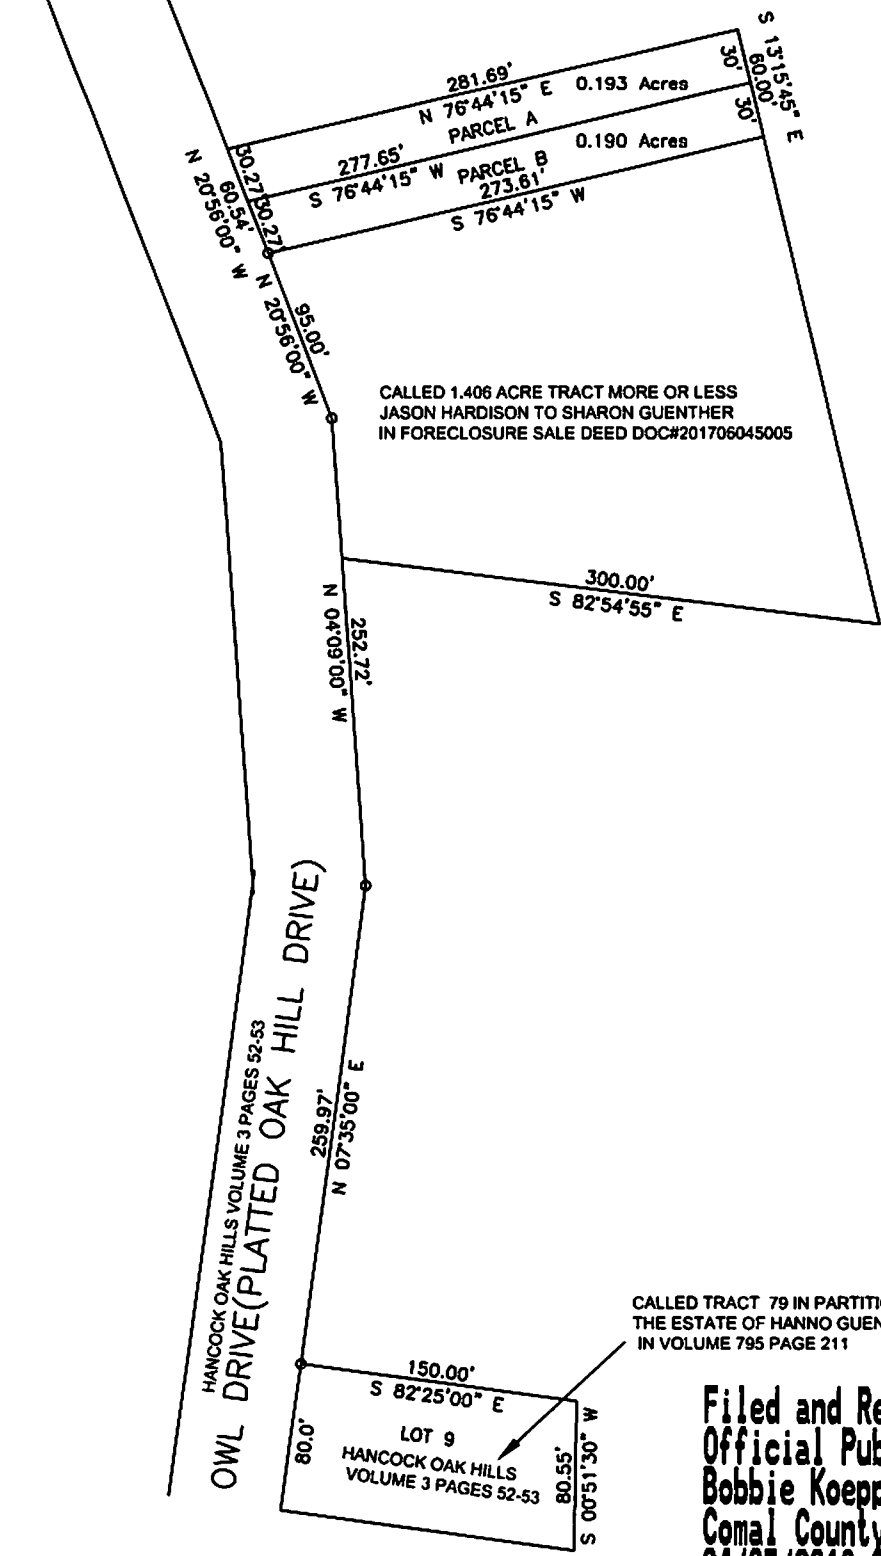 S 13°15'45" E
60.00'
30'
30'
281.69'
N 76°44'15" E
0.193 Acres
PARCEL A
277.65'
S 76°44'15" W
PARCEL B
0.190 Acres
273.61'
S 76°44'15" W
30.27'
30.27'
60.54'
N 20°56'00" W
95.00'
N 20°56'00" W
CALLED 1.406 ACRE TRACT MORE OR LESS
JASON HARDISON TO SHARON GUENTHER
IN FORECLOSURE SALE DEED DOC#201706045005
300.00'
S 82°54'55" E
252.72'
N 04°09'00" W
HANCOCK OAK HILLS VOLUME 3 PAGES 52-53
OWL DRIVE(PLATTED OAK HILL DRIVE)
259.97'
N 07°35'00" E
CALLED TRACT 79 IN PARTITI
THE ESTATE OF HANNO GUEN
IN VOLUME 795 PAGE 211
150.00'
S 82°25'00" E
80.0'
LOT 9
HANCOCK OAK HILLS
VOLUME 3 PAGES 52-53
80.55'
S 00°51'30" W
Filed and Re
Official Pub
Bobbie Koepp
Comal County